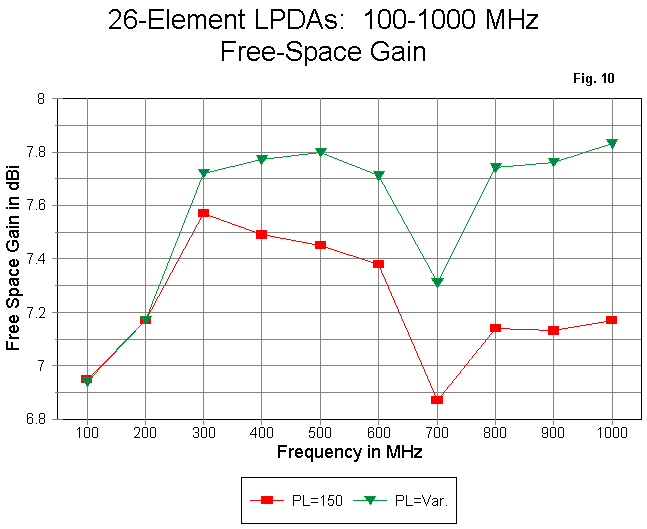 26-Element LPDAs:  100-1000 MHz
Free-Space Gain
Fig. 10
Free Space Gain in dBi
8
7.8
7.6
7.4
7.2
7
6.8
100 200 300 400 500 600 700 800 900 1000
Frequency in MHz
PL=150 PL=Var.